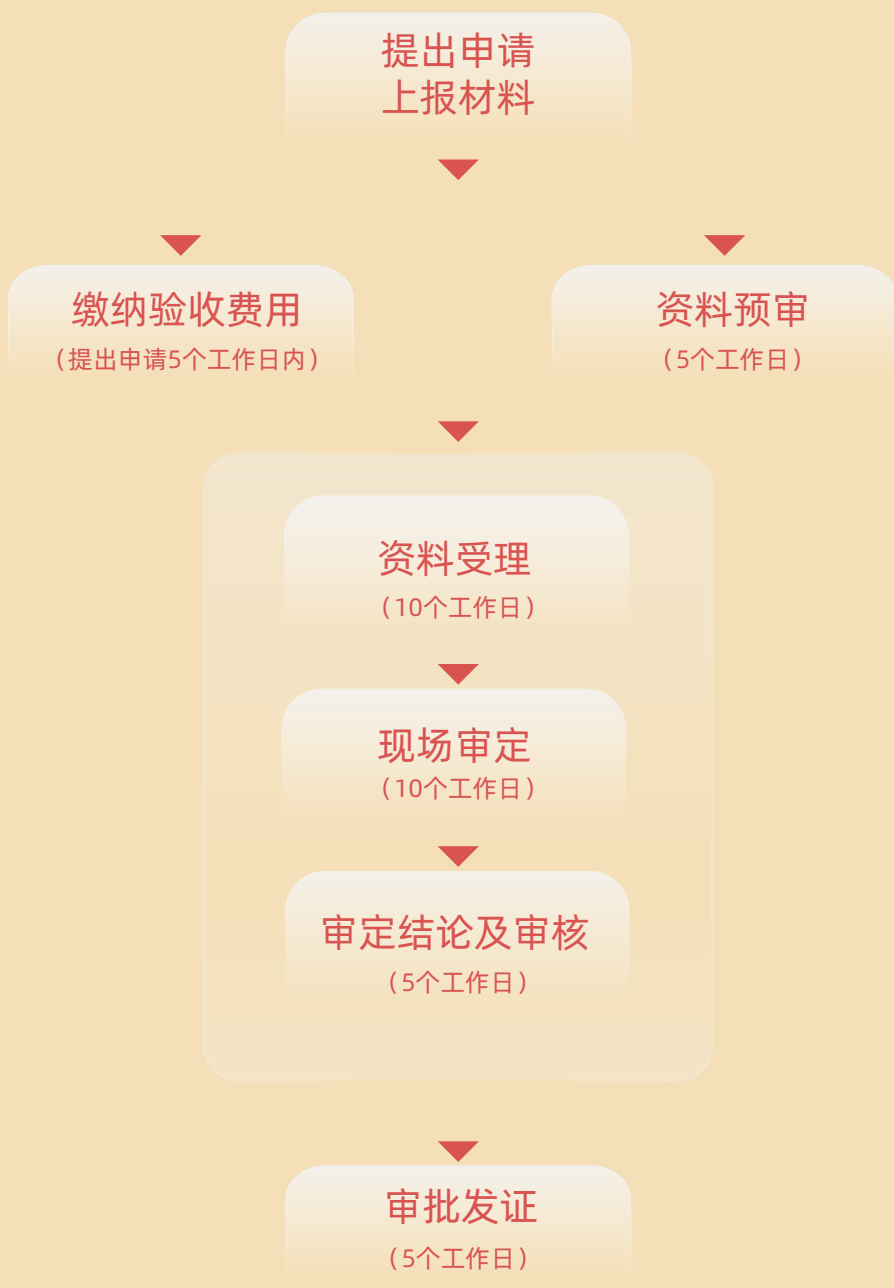 提出申请
上报材料
缴纳验收费用
（提出申请5个工作日内）
资料预审
（5个工作日）
资料受理
（10个工作日）
现场审定
（10个工作日）
审定结论及审核
（5个工作日）
审批发证
（5个工作日）